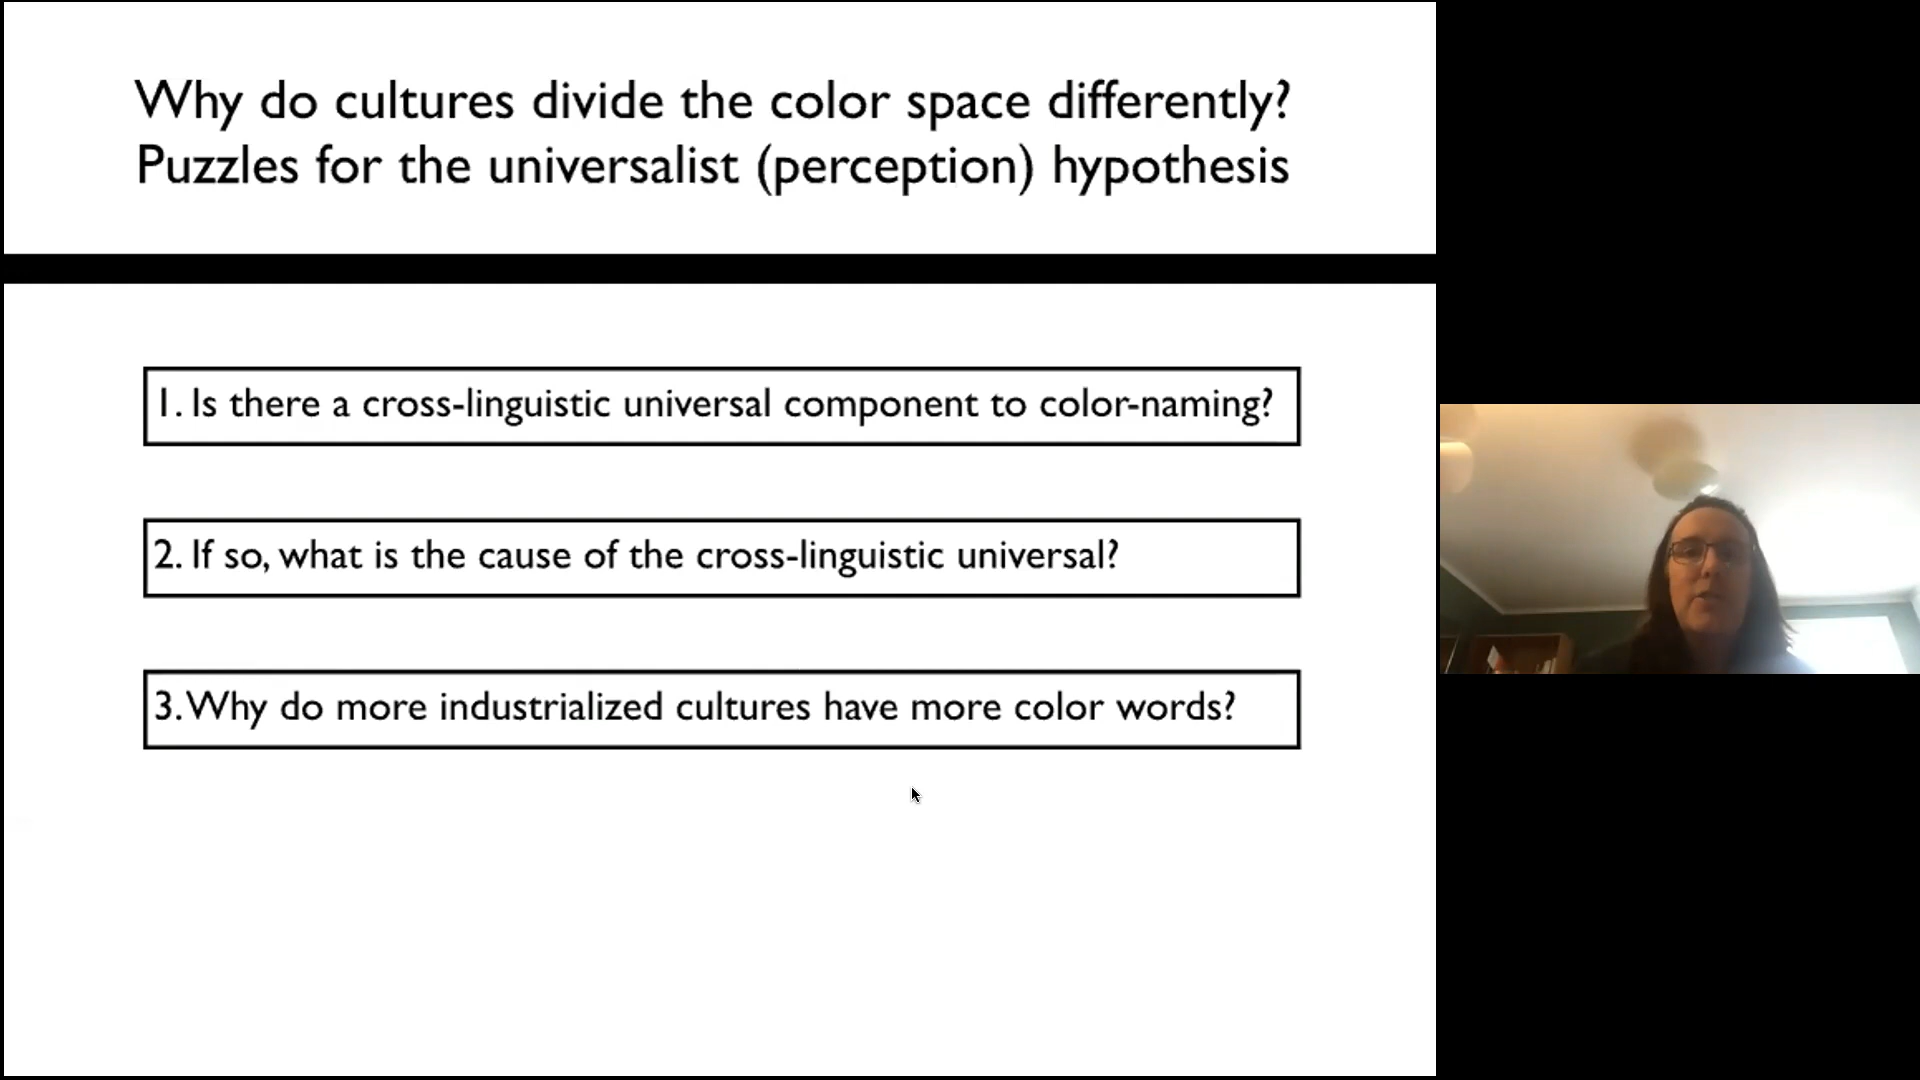 Why do cultures divide the color space differently?
Puzzles for the universalist (perception) hypothesis
1. Is there a cross-linguistic universal component to color-naming?
2. If so, what is the cause of the cross-linguistic universal?
3. Why do more industrialized cultures have more color words?